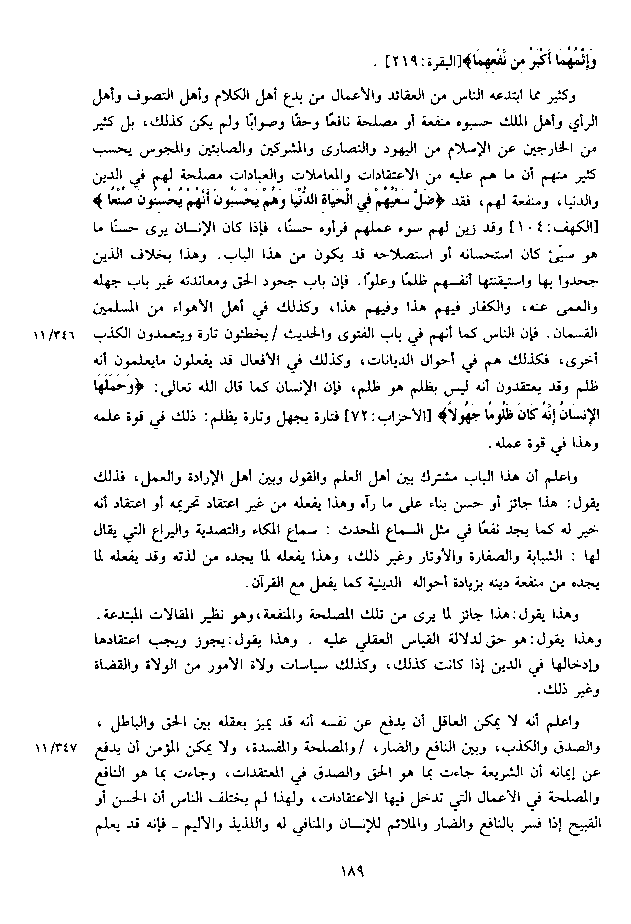 وَإِثْمُهُمَا أَكْبَرُ مِن نَّفْعِهِمَا﴾[البقرة: ٢١٩] .
وكثير مما ابتدعه الناس من العقائد والأعمال من بدع أهل الكلام وأهل التصوف وأهل
الرأي وأهل الملك حسبوه منفعة أو مصلحة نافعًا وحقًا وصوابًا ولم يكن كذلك، بل كثير
من الخارجين عن الإسلام من اليهود والنصارى والمشركين والصابئين والمجوس يحسب
كثير منهم أن ما هم عليه من الاعتقادات والمعاملات والعبادات مصلحة لهم في الدين
والدنيا، ومنفعة لهم، فقد ﴿ضَلَّ سَعْيُهُمْ فِي الْحَيَاةِ الدُّنْيَا وَهُمْ يَحْسَبُونَ أَنَّهُمْ يُحْسِنُونَ صُنْعًا ﴾
[الكهف: ١٠٤] وقد زين لهم سوء عملهم فرأوه حسنًا، فإذا كان الإنسان يرى حسنًا ما
هو سيئ كان استحسانه أو استصلاحه قد يكون من هذا الباب. وهذا بخلاف الذين
جحدوا بها واستيقنتها أنفسهم ظلمًا وعلوًا. فإن باب جحود الحق ومعاندته غير باب جهله
والعمى عنه، والكفار فيهم هذا وفيهم هذا، وكذلك في أهل الأهواء من المسلمين
القسمان. فإن الناس كما أنهم في باب الفتوى والحديث / يخطئون تارة ويتعمدون الكذب
١١/٣٤٦
أخرى، فكذلك هم في أحوال الديانات، وكذلك في الأفعال قد يفعلون مايعلمون أنه
ظلم وقد يعتقدون أنه ليس بظلم هو ظلم، فإن الإنسان كما قال الله تعالى: ﴿وَحَمَلَهَا
الإِنسَانُ إِنَّهُ كَانَ ظَلُومًا جَهُولاً﴾ [الأحزاب: ٧٢] فتارة يجهل وتارة يظلم: ذلك في قوة علمه
وهذا في قوة عمله.
واعلم أن هذا الباب مشترك بين أهل العلم والقول وبين أهل الإرادة والعمل، فذلك
يقول: هذا جائز أو حسن بناء على ما رآه وهذا يفعله من غير اعتقاد تحريمه أو اعتقاد أنه
خير له كما يجد نفعًا في مثل السماع المحدث : سماع المكاء والتصدية واليراع التي يقال
لها : الشبابة والصفارة والأوتار وغير ذلك، وهذا يفعله لما يجده من لذته وقد يفعله لما
يجده من منفعة دينه بزيادة أحواله الدينية كما يفعل مع القرآن.
وهذا يقول: هذا جائز لما يرى من تلك المصلحة والمنفعة،وهو نظير المقالات المبتدعة.
وهذا يقول: هو حق لدلالة القياس العقلي عليه . وهذا يقول: يجوز ويجب اعتقادها
وإدخالها في الدين إذا كانت كذلك، وكذلك سياسات ولاة الأمور من الولاة والقضاة
وغير ذلك.
واعلم أنه لا يمكن العاقل أن يدفع عن نفسه أنه قد يميز بعقله بين الحق والباطل ،
والصدق والكذب، وبين النافع والضار، /والمصلحة والمفسدة، ولا يمكن المؤمن أن يدفع
١١/٣٤٧
عن إيمانه أن الشريعة جاءت بما هو الحق والصدق في المعتقدات، وجاءت بما هو النافع
والمصلحة في الأعمال التي تدخل فيها الاعتقادات، ولهذا لم يختلف الناس أن الحسن أو
القبيح إذا فسر بالنافع والضار والملائم للإنسان والمنافي له واللذيذ والأليم ــ فإنه قد يعلم
١٨٩